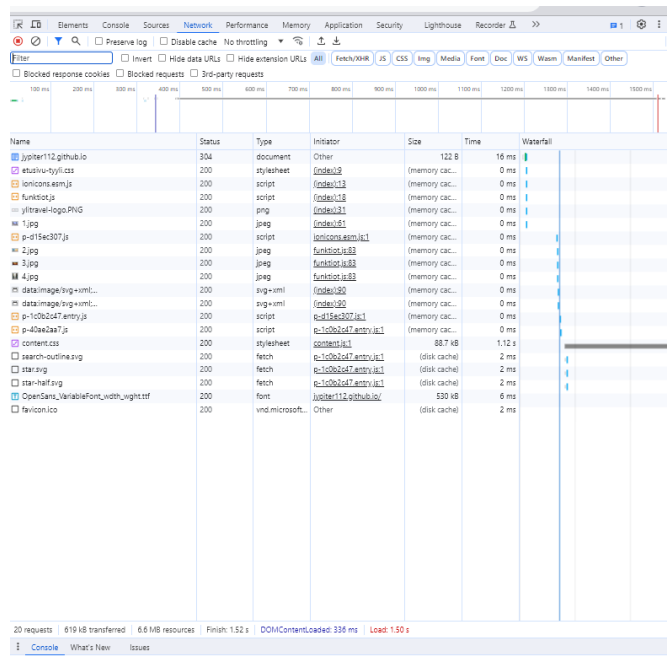 Elements Console Sources Network Performance Memory Application Security Lighthouse Recorder >> 1
Preserve log Disable cache No throttling
Filter Invert Hide data URLs Hide extension URLs All Fetch/XHR JS CSS Img Media Font Doc WS Wasm Manifest Other
Blocked response cookies Blocked requests 3rd-party requests
100 ms 200 ms 300 ms 400 ms 500 ms 600 ms 700 ms 800 ms 900 ms 1000 ms 1100 ms 1200 ms 1300 ms 1400 ms 1500 ms
Name Status Type Initiator Size Time Waterfall
jypiter112.github.io 304 document Other 122 B 16 ms
etusivu-tyyli.css 200 stylesheet (index):9 (memory cac... 0 ms
ionicons.esm.js 200 script (index):13 (memory cac... 0 ms
funktiot.js 200 script (index):18 (memory cac... 0 ms
ylitravel-logo.PNG 200 png (index):31 (memory cac... 0 ms
1.jpg 200 jpeg (index):61 (memory cac... 0 ms
p-d15ec307.js 200 script ionicons.esm.js:1 (memory cac... 0 ms
2.jpg 200 jpeg funktiot.js:83 (memory cac... 0 ms
3.jpg 200 jpeg funktiot.js:83 (memory cac... 0 ms
4.jpg 200 jpeg funktiot.js:83 (memory cac... 0 ms
data:image/svg+xml;... 200 svg+xml (index):90 (memory cac... 0 ms
data:image/svg+xml;... 200 svg+xml (index):90 (memory cac... 0 ms
p-1c0b2c47.entry.js 200 script p-d15ec307.js:1 (memory cac... 0 ms
p-40ae2aa7.js 200 script p-1c0b2c47.entry.js:1 (memory cac... 0 ms
content.css 200 stylesheet content.js:1 88.7 kB 1.12 s
search-outline.svg 200 fetch p-1c0b2c47.entry.js:1 (disk cache) 2 ms
star.svg 200 fetch p-1c0b2c47.entry.js:1 (disk cache) 2 ms
star-half.svg 200 fetch p-1c0b2c47.entry.js:1 (disk cache) 2 ms
OpenSans_VariableFont_wdth_wght.ttf 200 font jypiter112.github.io/ 530 kB 6 ms
favicon.ico 200 vnd.microsoft... Other (disk cache) 2 ms
20 requests 619 kB transferred 6.6 MB resources Finish: 1.52 s DOMContentLoaded: 336 ms Load: 1.50 s
Console What's New Issues